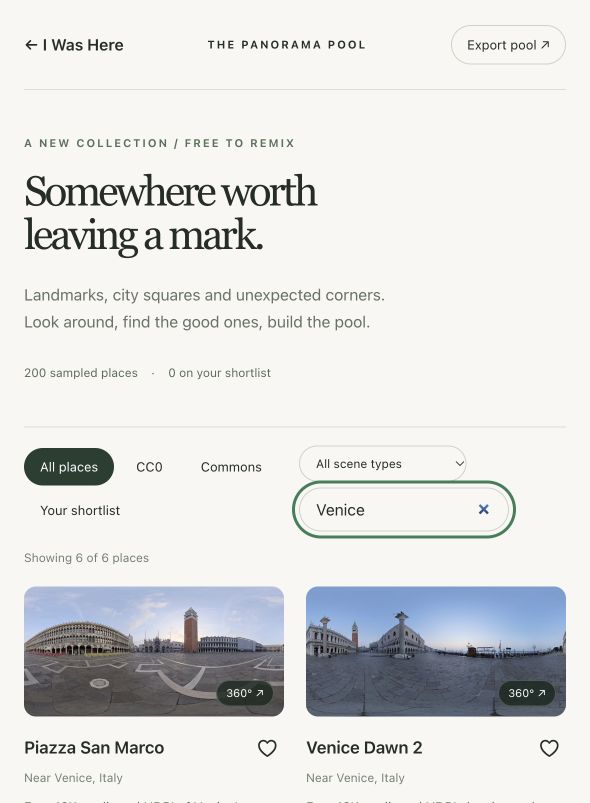 ← I Was Here
THE PANORAMA POOL
Export pool ↗
A NEW COLLECTION / FREE TO REMIX
Somewhere worth
leaving a mark.
Landmarks, city squares and unexpected corners.
Look around, find the good ones, build the pool.
200 sampled places · 0 on your shortlist
All places
CC0
Commons
All scene types
Your shortlist
Venice
Showing 6 of 6 places
360° ↗
360° ↗
Piazza San Marco
Venice Dawn 2
Near Venice, Italy
Near Venice, Italy